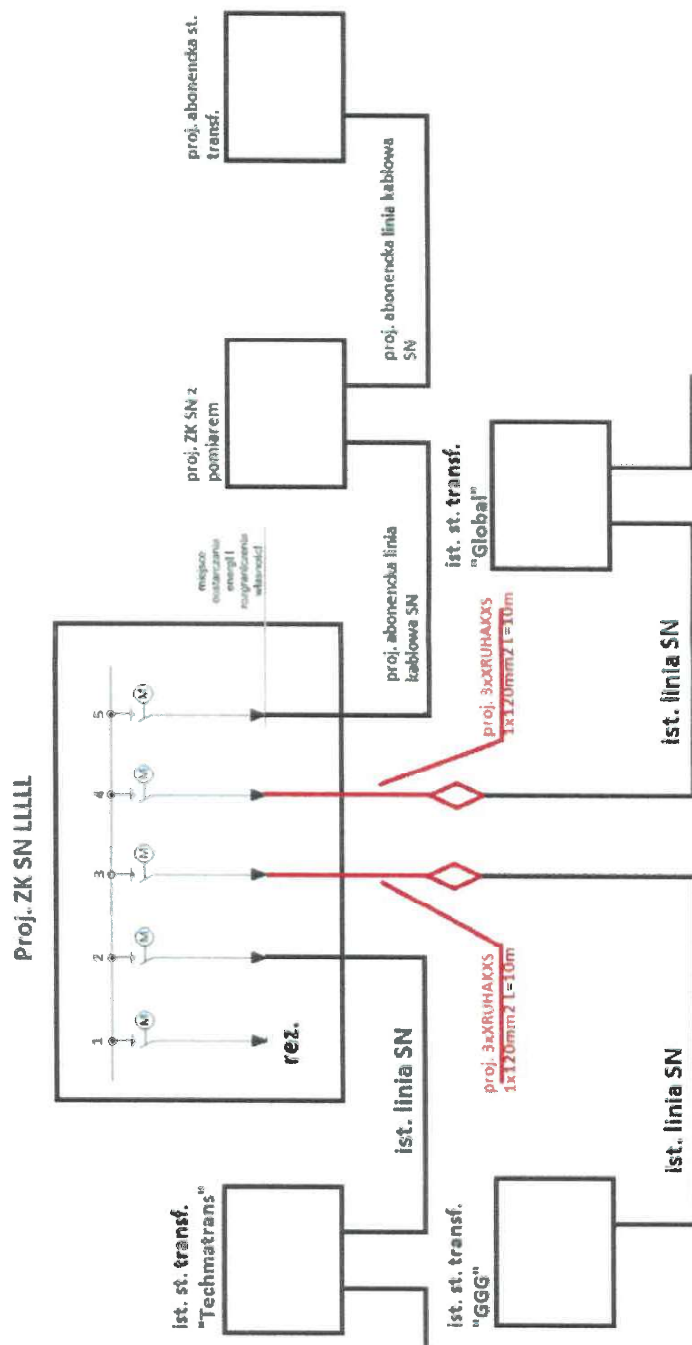 Proj. ZK SN LLLLL
1
2
3
4
5
M
M
M
M
M
rez.
miejsce
dostarczania
energii i
rozgraniczenia
własności
proj. abonencka linia
kablowa SN
proj. ZK SN z
pomiarem
proj. abonencka linia kablowa
SN
proj. abonencka st.
transf.
ist. st. transf.
"Techmatrans"
ist. linia SN
proj. 3xXRUHAKXS
1x120mm2 L=10m
proj. 3xXRUHAKXS
1x120mm2 L=10m
ist. st. transf.
"GGG"
ist. linia SN
ist. st. transf.
"Global"
ist. linia SN